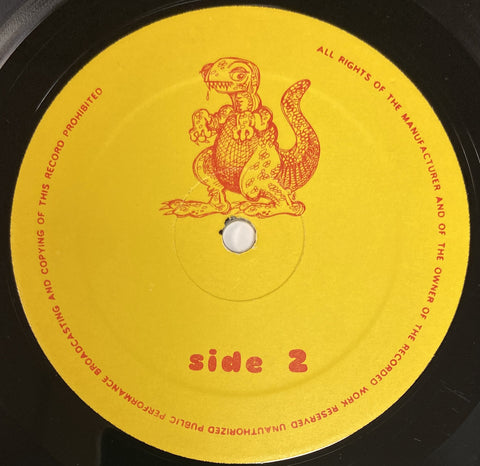 ALL RIGHTS OF THE MANUFACTURER AND OF THE OWNER OF THE RECORDED WORK RESERVED UNAUTHORIZED PUBLIC PERFORMANCE BROADCASTING AND COPYING OF THIS RECORD PROHIBITED
side 2